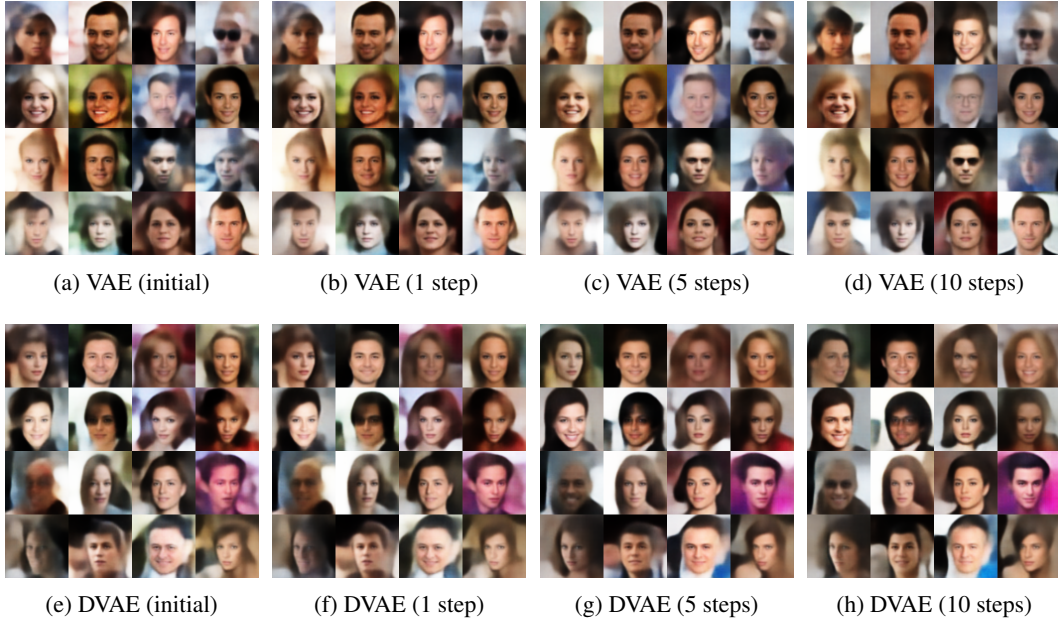 (a) VAE (initial)
(b) VAE (1 step)
(c) VAE (5 steps)
(d) VAE (10 steps)
(e) DVAE (initial)
(f) DVAE (1 step)
(g) DVAE (5 steps)
(h) DVAE (10 steps)